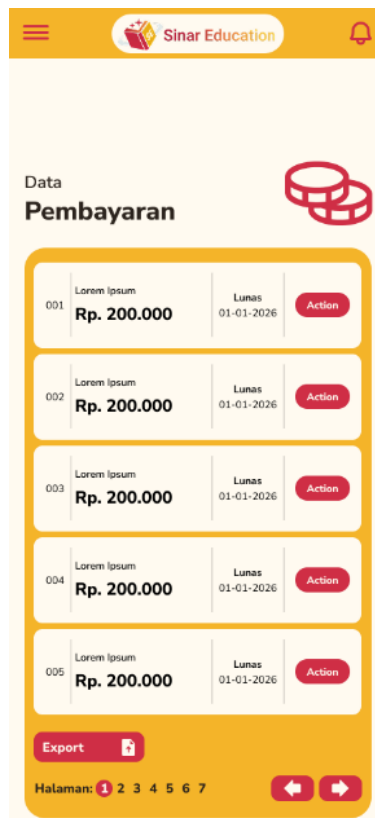 Sinar Education
Data
Pembayaran
001
Lorem Ipsum
Rp. 200.000
Lunas
01-01-2026
Action
002
Lorem Ipsum
Rp. 200.000
Lunas
01-01-2026
Action
003
Lorem Ipsum
Rp. 200.000
Lunas
01-01-2026
Action
004
Lorem Ipsum
Rp. 200.000
Lunas
01-01-2026
Action
005
Lorem Ipsum
Rp. 200.000
Lunas
01-01-2026
Action
Export
Halaman: 1 2 3 4 5 6 7